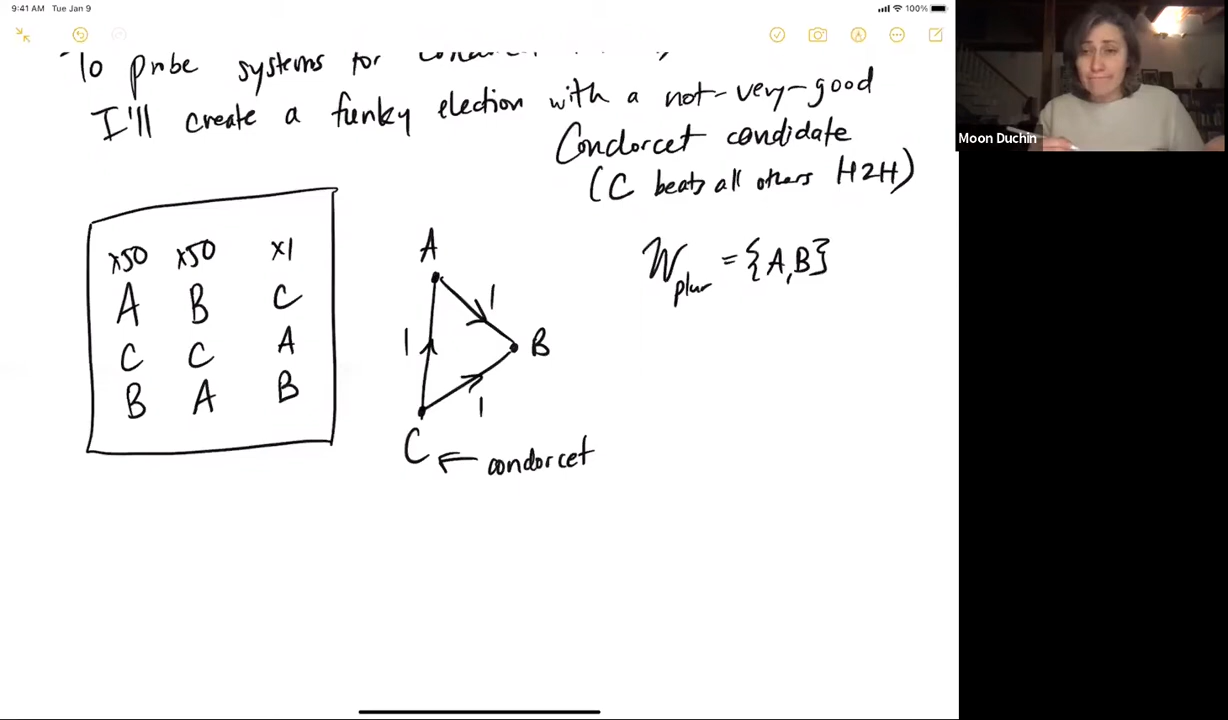 9:41 AM Tue Jan 9
100%
To probe systems for
I'll create a funky election with a not-very-good
Condorcet candidate
(C beats all others H2H)
x50 x50 x1
A B C
C C A
B A B
A
1
1
B
1
C ← condorcet
W plur = {A,B}
Moon Duchin